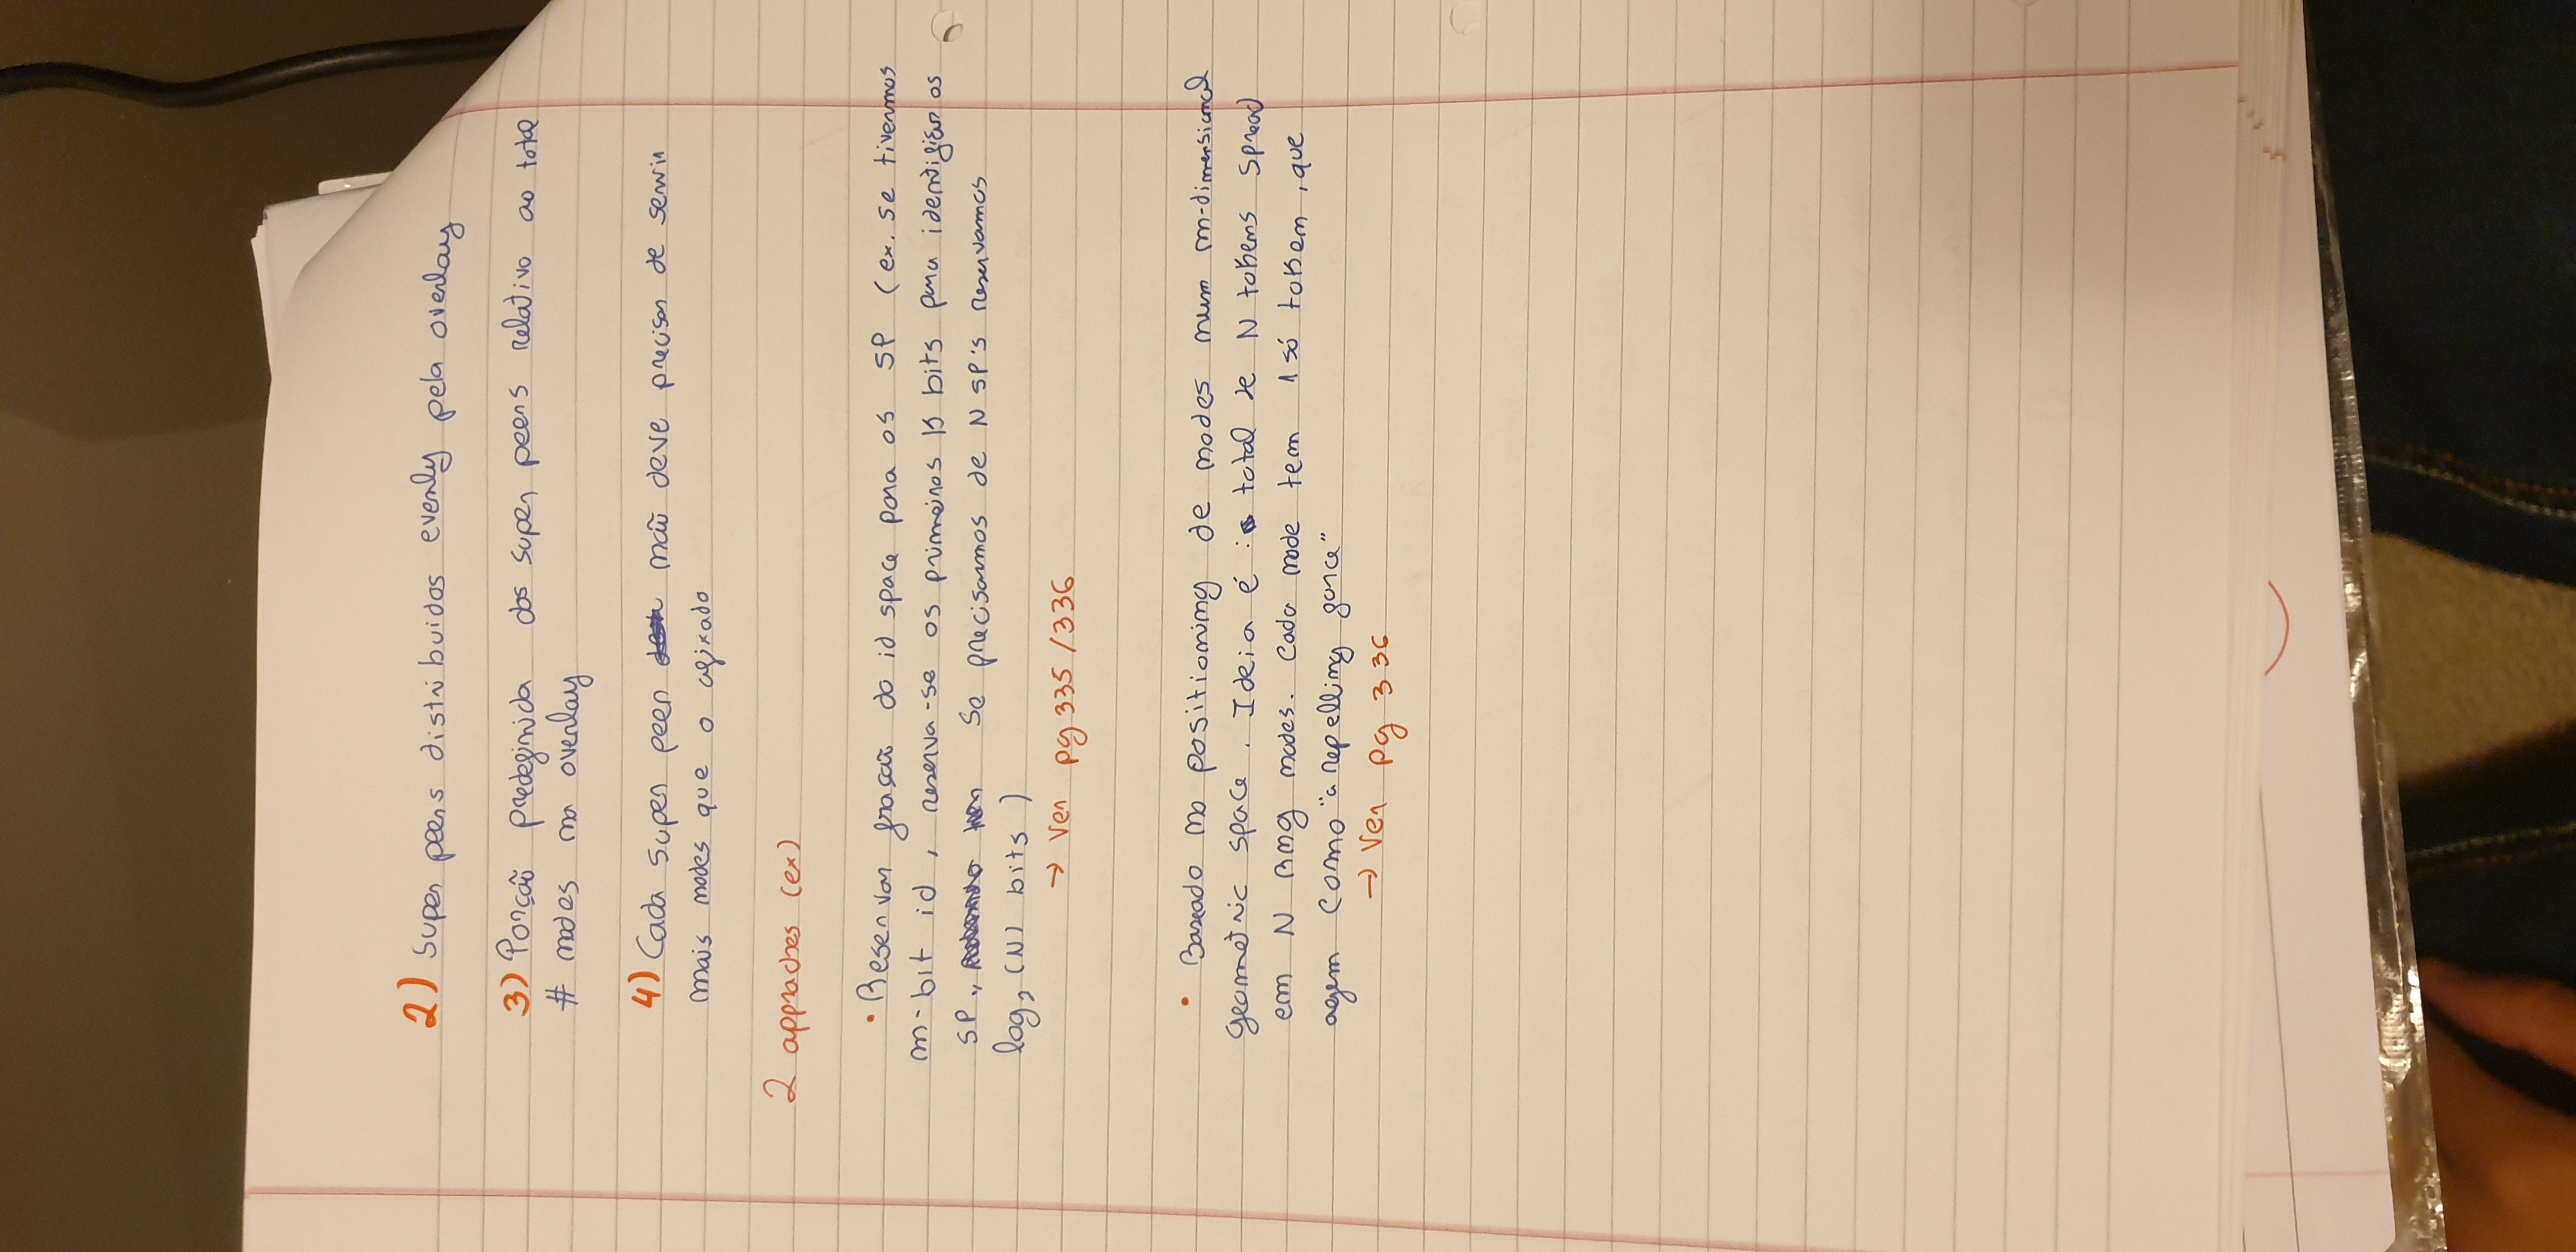 2) Super peers distribuidos evenly pela overlay
3) Porção predefinida dos super peers relativo ao total
# nodes na overlay
4) Cada super peer não deve precisar de servir
mais nodes que o afixado
2 approaches (ex)
• Reservar fração do id space para os SP (ex. se tivermos
m-bit id, reserva-se os primeiros K bits para identificar os
SP., Se precisarmos de N SP's reservamos
log₂ (N) bits )
→ Ver pg 335/336
• Baseado no positioning de nodes num m-dimensional
geometric space. Ideia é : total de N tokens spread
em N rng nodes. Cada node tem 1 só token, que
agem como "a repelling force"
→ Ver pg 336